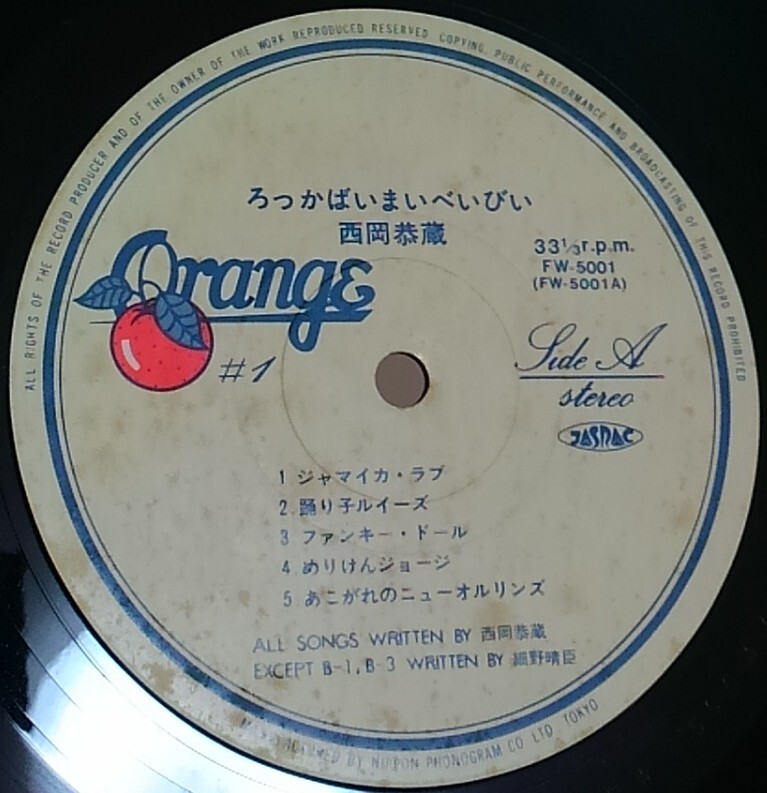 ALL RIGHTS OF THE RECORD PRODUCER AND OF THE OWNER OF THE WORK REPRODUCED RESERVED. COPYING, PUBLIC PERFORMANCE AND BROADCASTING OF THIS RECORD PROHIBITED
ろっかばいまいべいびい
西岡恭蔵
Orange
#1
33⅓r.p.m.
FW-5001
(FW-5001A)
Side A
stereo
JASRAC
1 ジャマイカ・ラブ
2. 踊り子ルイーズ
3 ファンキー・ドール
4. めりけんジョージ
5. あこがれのニューオルリンズ
ALL SONGS WRITTEN BY 西岡恭蔵
EXCEPT B-1, B-3 WRITTEN BY 細野晴臣
BY NIPPON PHONOGRAM CO. LTD. TOKYO